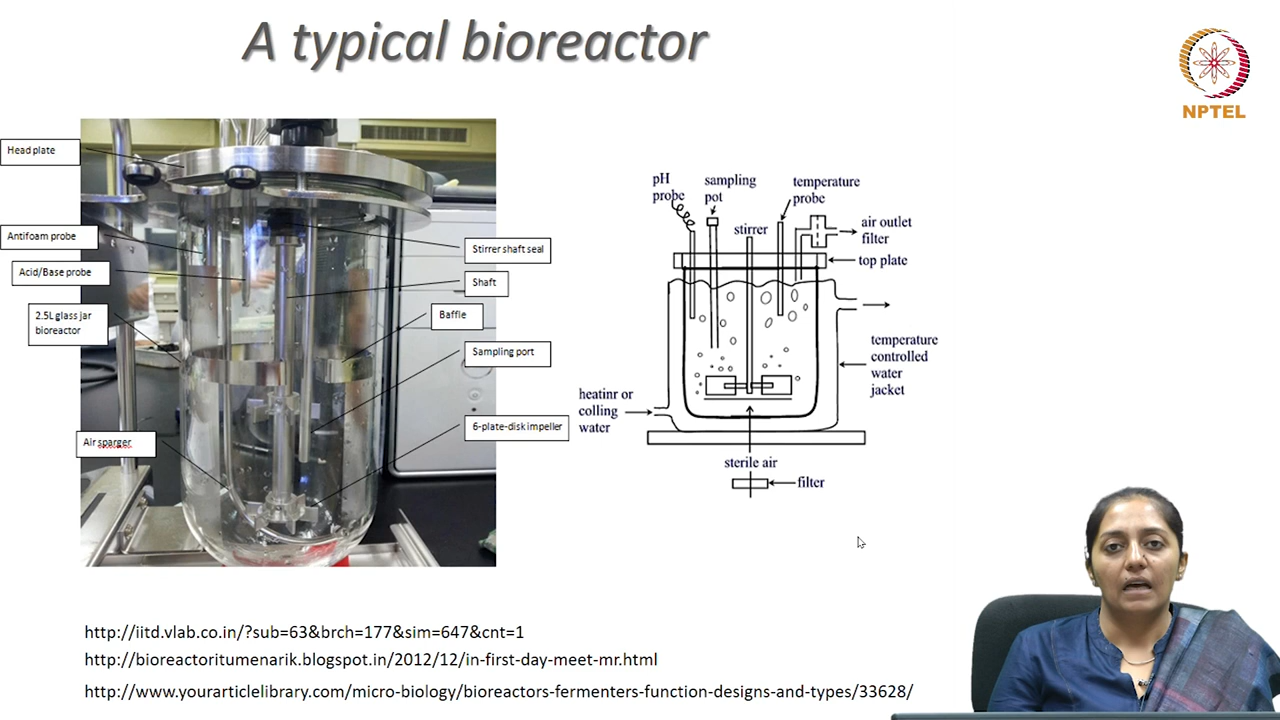 A typical bioreactor
NPTEL
Head plate
Antifoam probe
Acid/Base probe
2.5L glass jar
bioreactor
Air sparger
Stirrer shaft seal
Shaft
Baffle
Sampling port
6-plate-disk impeller
pH
probe
sampling
pot
stirrer
temperature
probe
air outlet
filter
top plate
temperature
controlled
water
jacket
heatinr or
colling
water
sterile air
filter
http://iitd.vlab.co.in/?sub=63&brch=177&sim=647&cnt=1
http://bioreactoritumenarik.blogspot.in/2012/12/in-first-day-meet-mr.html
http://www.yourarticlelibrary.com/micro-biology/bioreactors-fermenters-function-designs-and-types/33628/